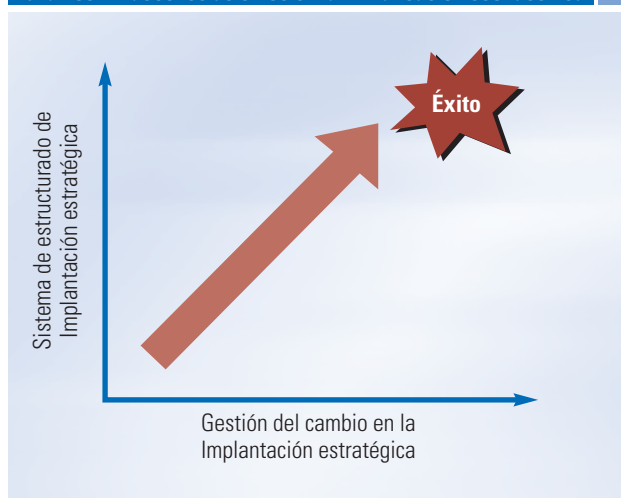 Éxito
Sistema de estructurado de
Implantación estratégica
Gestión del cambio en la
Implantación estratégica